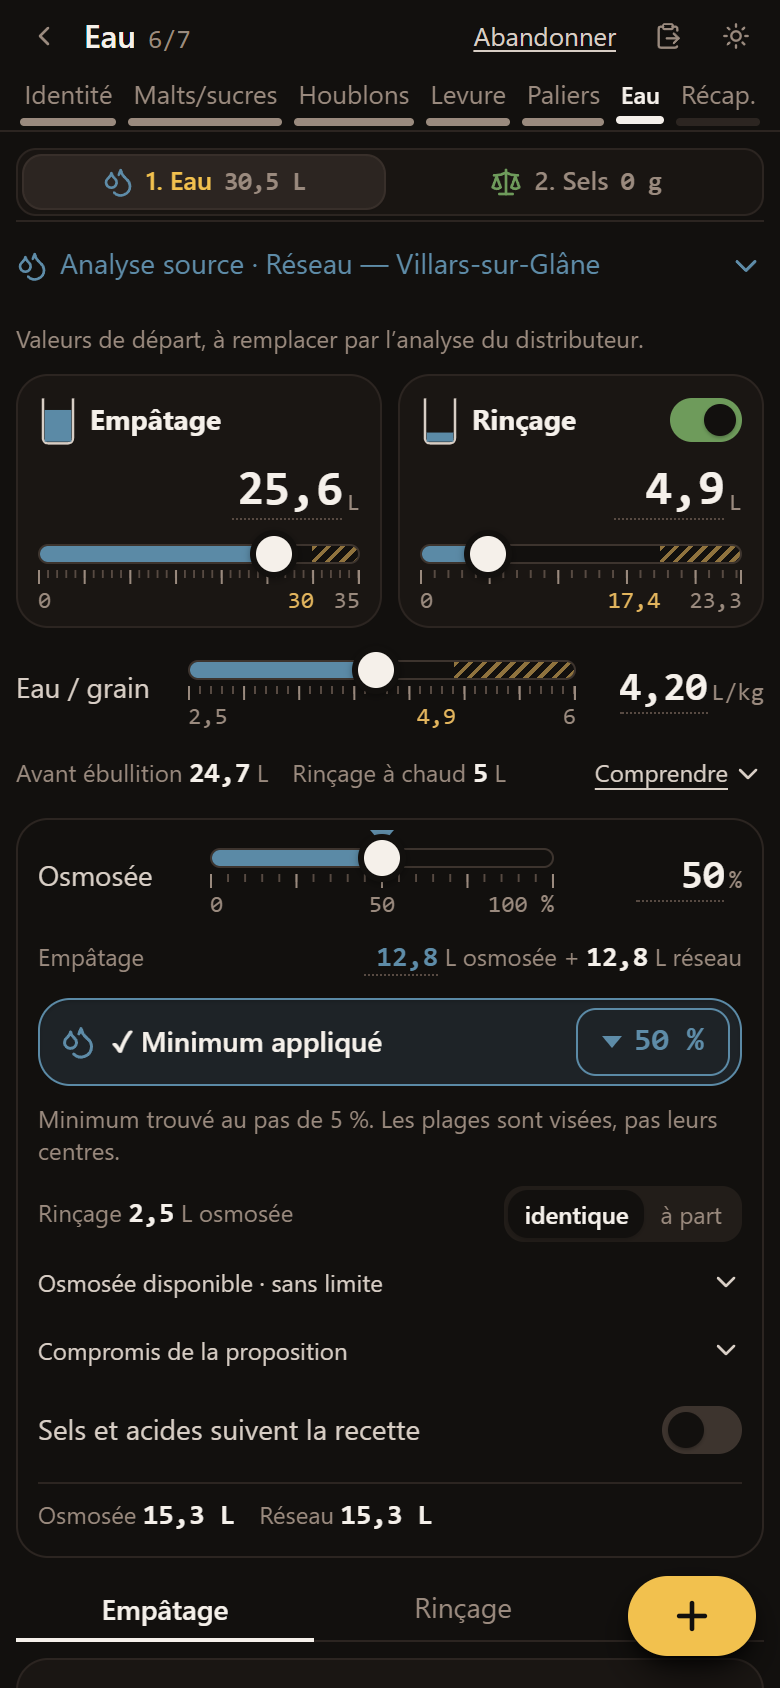 Eau 6/7 Abandonner
Identité Malts/sucres Houblons Levure Paliers Eau Récap.
1. Eau 30,5 L 2. Sels 0 g
Analyse source · Réseau — Villars-sur-Glâne
Valeurs de départ, à remplacer par l’analyse du distributeur.
Empâtage
25,6 L
0 30 35
Rinçage
4,9 L
0 17,4 23,3
Eau / grain 4,20 L/kg
2,5 4,9 6
Avant ébullition 24,7 L Rinçage à chaud 5 L Comprendre
Osmosée 50 %
0 50 100 %
Empâtage 12,8 L osmosée + 12,8 L réseau
✓ Minimum appliqué ▼ 50 %
Minimum trouvé au pas de 5 %. Les plages sont visées, pas leurs
centres.
Rinçage 2,5 L osmosée identique à part
Osmosée disponible · sans limite
Compromis de la proposition
Sels et acides suivent la recette
Osmosée 15,3 L Réseau 15,3 L
Empâtage Rinçage +